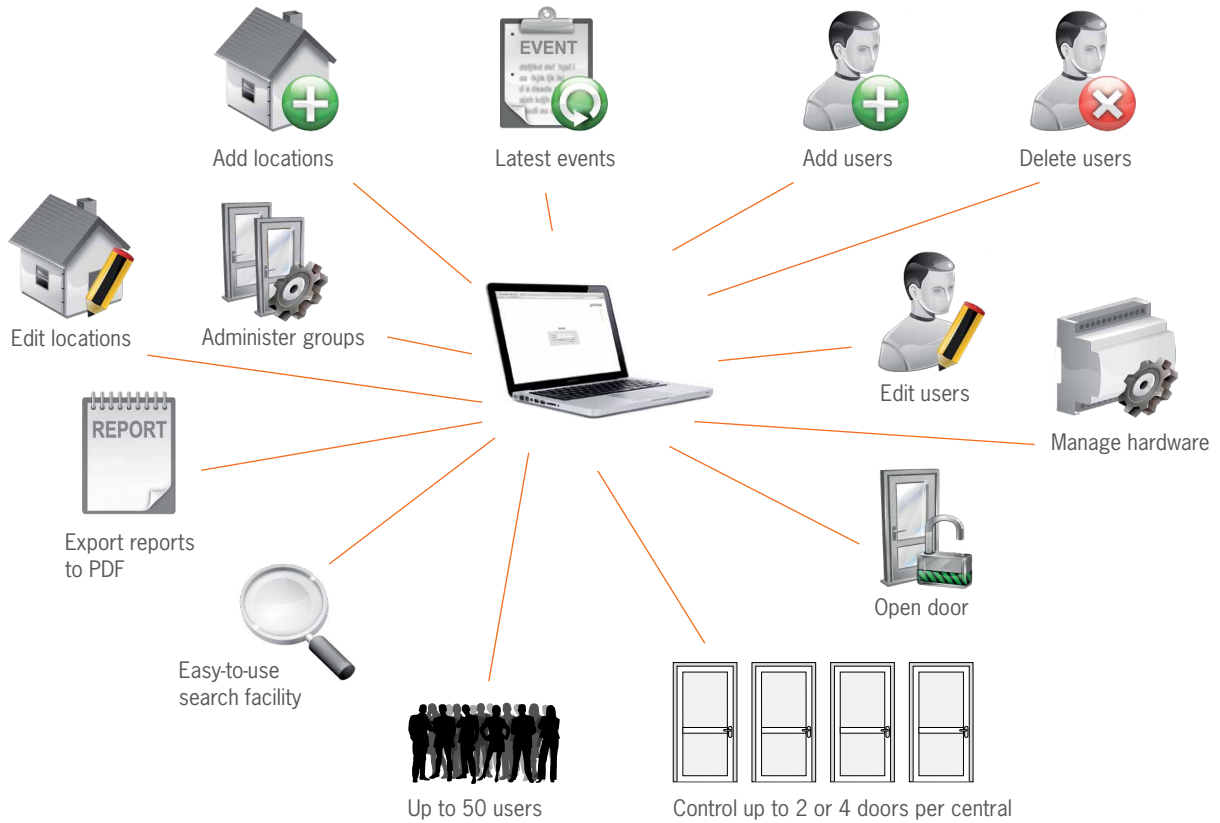 EVENT
Add locations
Latest events
Add users
Delete users
Edit locations
Administer groups
Edit users
Manage hardware
REPORT
Export reports
to PDF
Open door
Easy-to-use
search facility
Up to 50 users
Control up to 2 or 4 doors per central